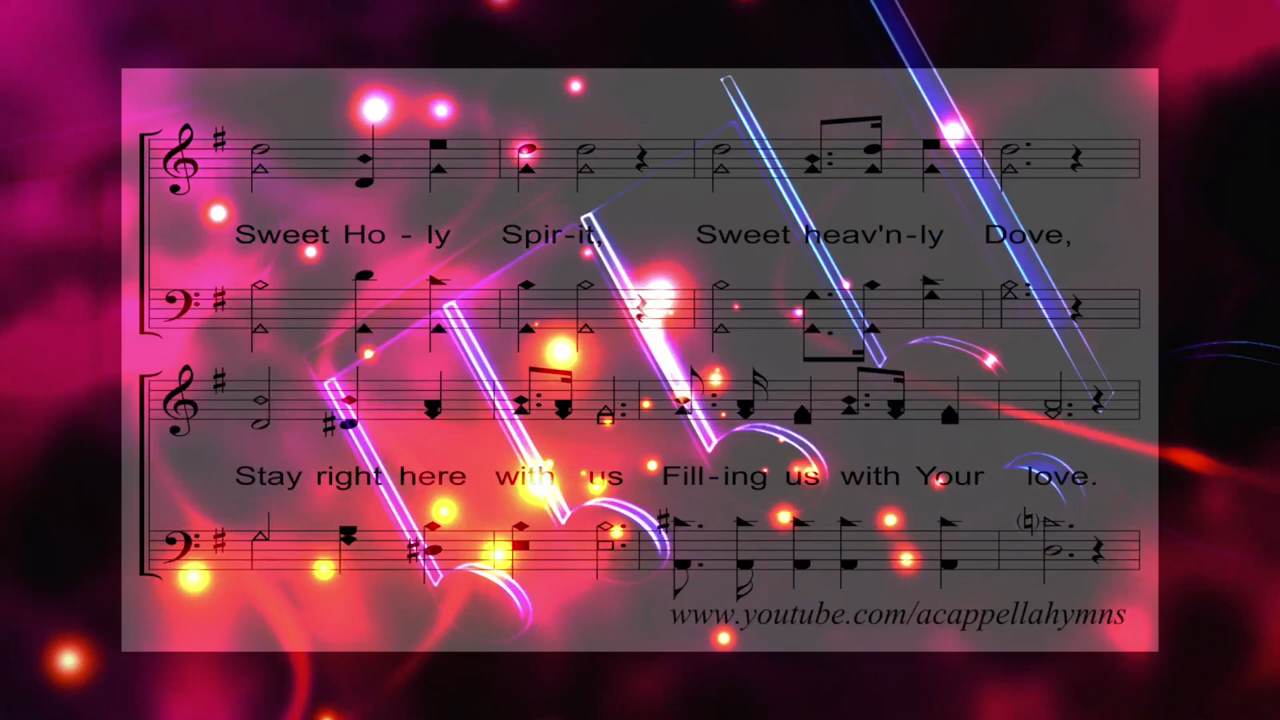 Sweet Ho - ly Spir-it, Sweet heav'n-ly Dove,
Stay right here with us Fill-ing us with Your love.
www.youtube.com/acappellahymns